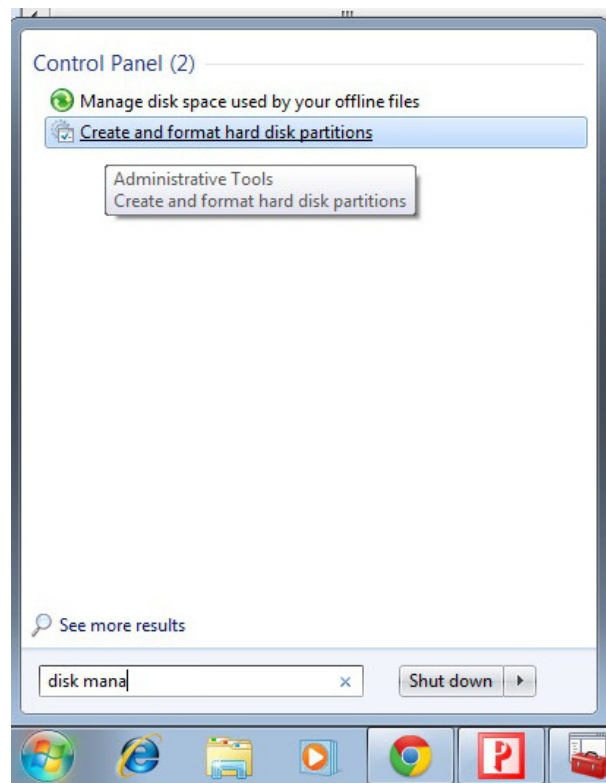 Control Panel (2)
Manage disk space used by your offline files
Create and format hard disk partitions
Administrative Tools
Create and format hard disk partitions
See more results
disk mana
Shut down
P